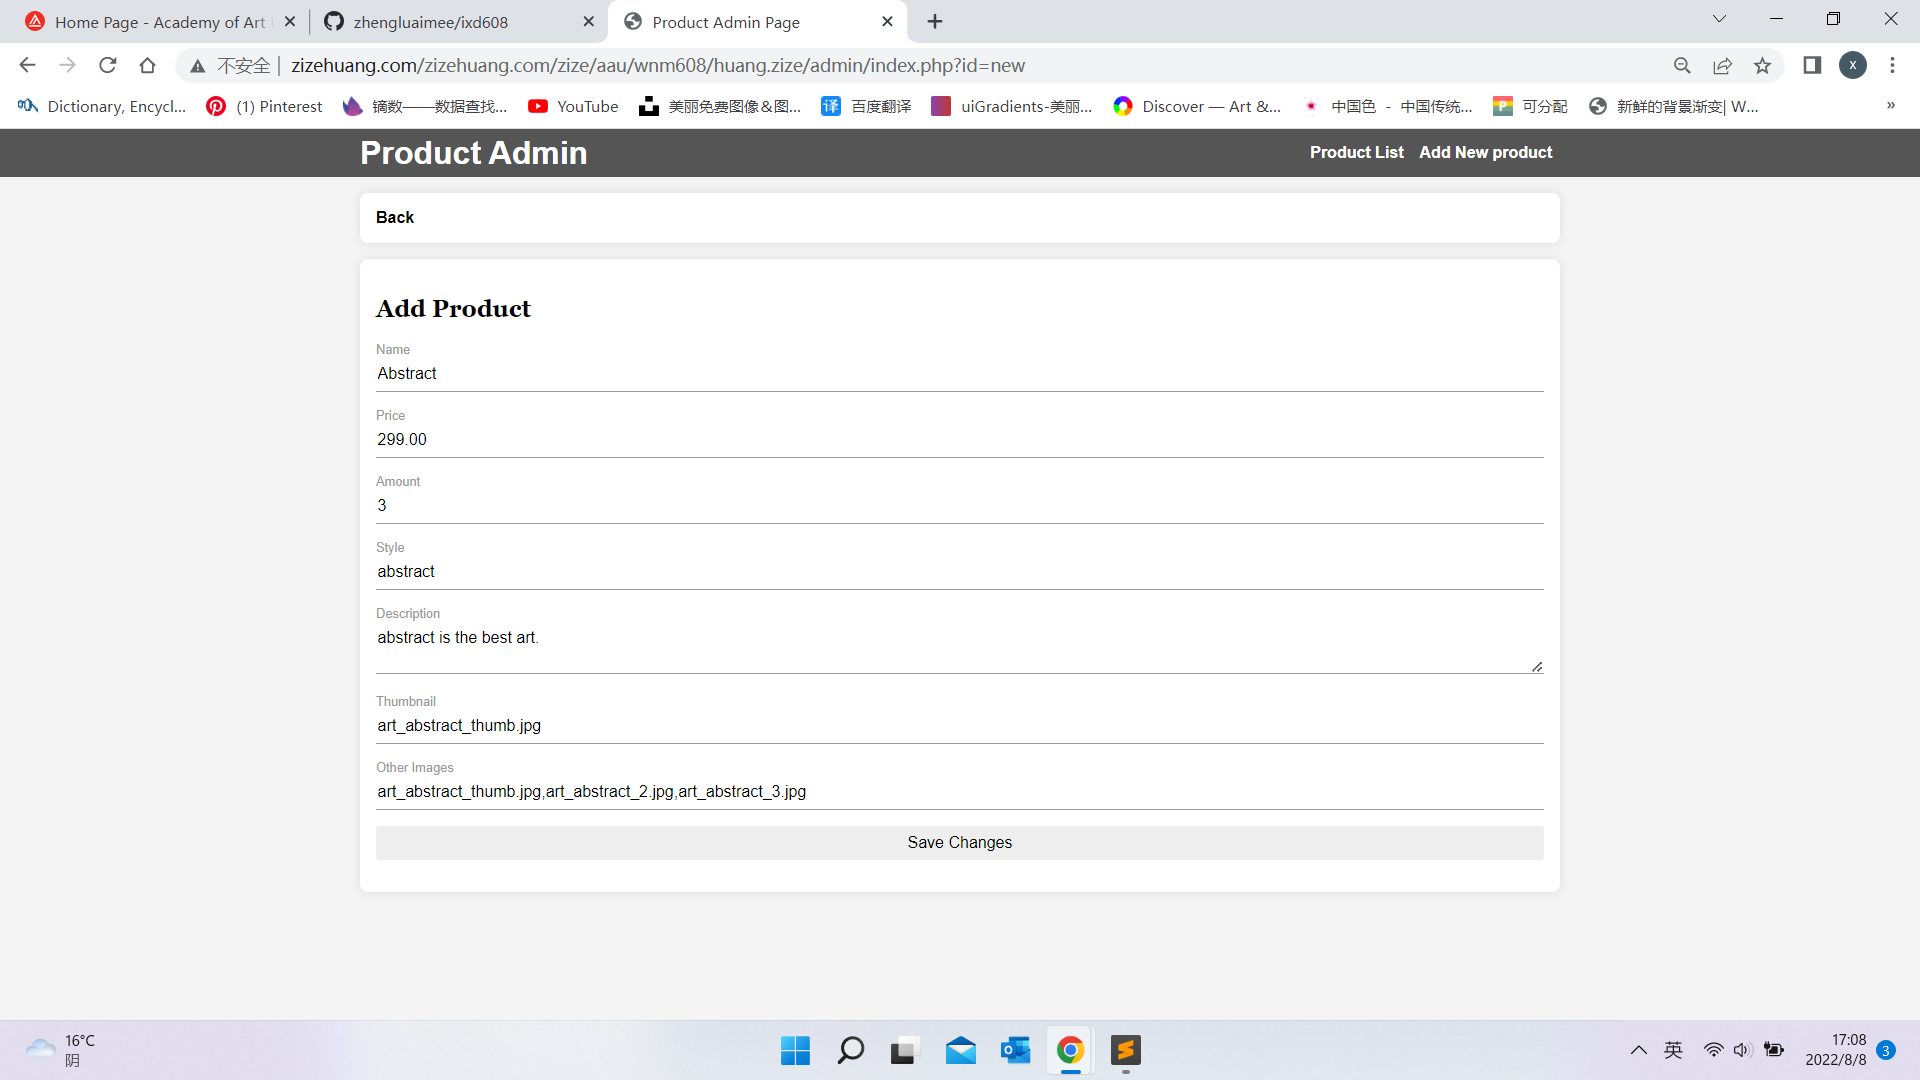 Home Page - Academy of Art
zhengluaimee/ixd608
Product Admin Page
不安全
zizehuang.com/zizehuang.com/zize/aau/wnm608/huang.zize/admin/index.php?id=new
X
Dictionary, Encycl...
(1) Pinterest
镝数——数据查找...
YouTube
美丽免费图像&图...
译 百度翻译
uiGradients-美丽...
Discover — Art &...
中国色 - 中国传统...
P 可分配
新鲜的背景渐变| W...
»
Product Admin
Product List
Add New product
Back
Add Product
Name
Abstract
Price
299.00
Amount
3
Style
abstract
Description
abstract is the best art.
Thumbnail
art_abstract_thumb.jpg
Other Images
art_abstract_thumb.jpg,art_abstract_2.jpg,art_abstract_3.jpg
Save Changes
16°C
阴
英
17:08
2022/8/8
3